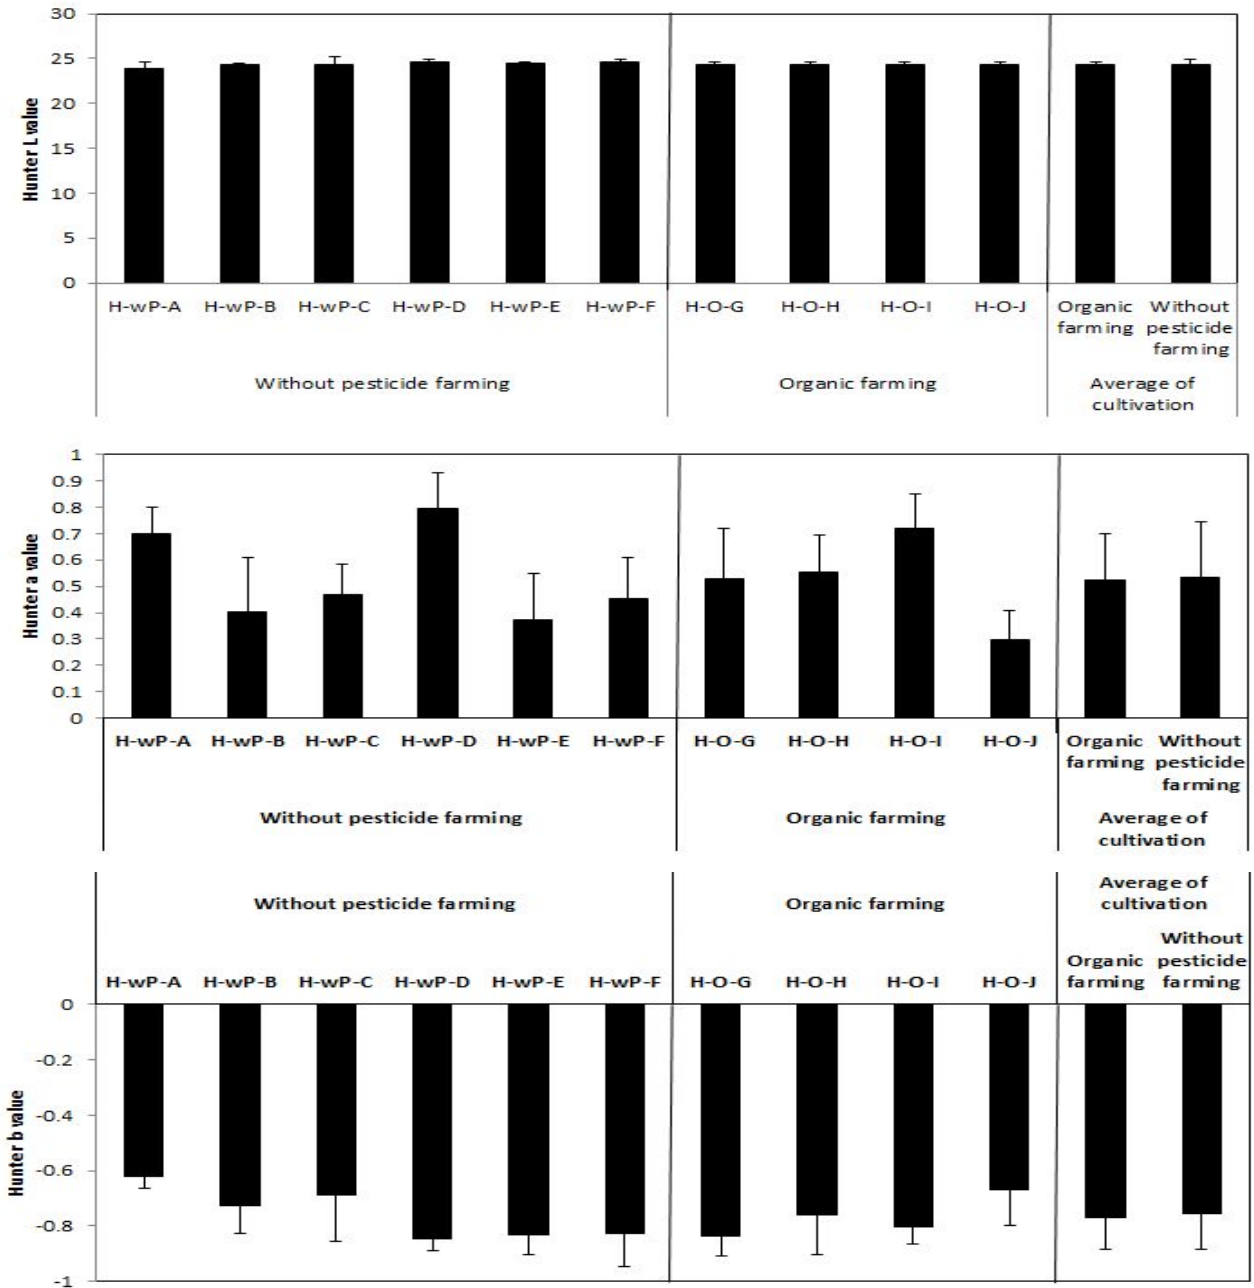 30
25
20
15
10
5
0
Hunter L value
H-wP-A H-wP-B H-wP-C H-wP-D H-wP-E H-wP-F H-O-G H-O-H H-O-I H-O-J Organic Without
farming pesticide
farming
Without pesticide farming Organic farming Average of
cultivation
1
0.9
0.8
0.7
0.6
0.5
0.4
0.3
0.2
0.1
0
Hunter a value
H-wP-A H-wP-B H-wP-C H-wP-D H-wP-E H-wP-F H-O-G H-O-H H-O-I H-O-J Organic Without
farming pesticide
farming
Without pesticide farming Organic farming Average of
cultivation
Average of
Without pesticide farming Organic farming cultivation
Without
Organic pesticide
H-wP-A H-wP-B H-wP-C H-wP-D H-wP-E H-wP-F H-O-G H-O-H H-O-I H-O-J farming farming
0
-0.2
-0.4
-0.6
-0.8
-1
Hunter b value